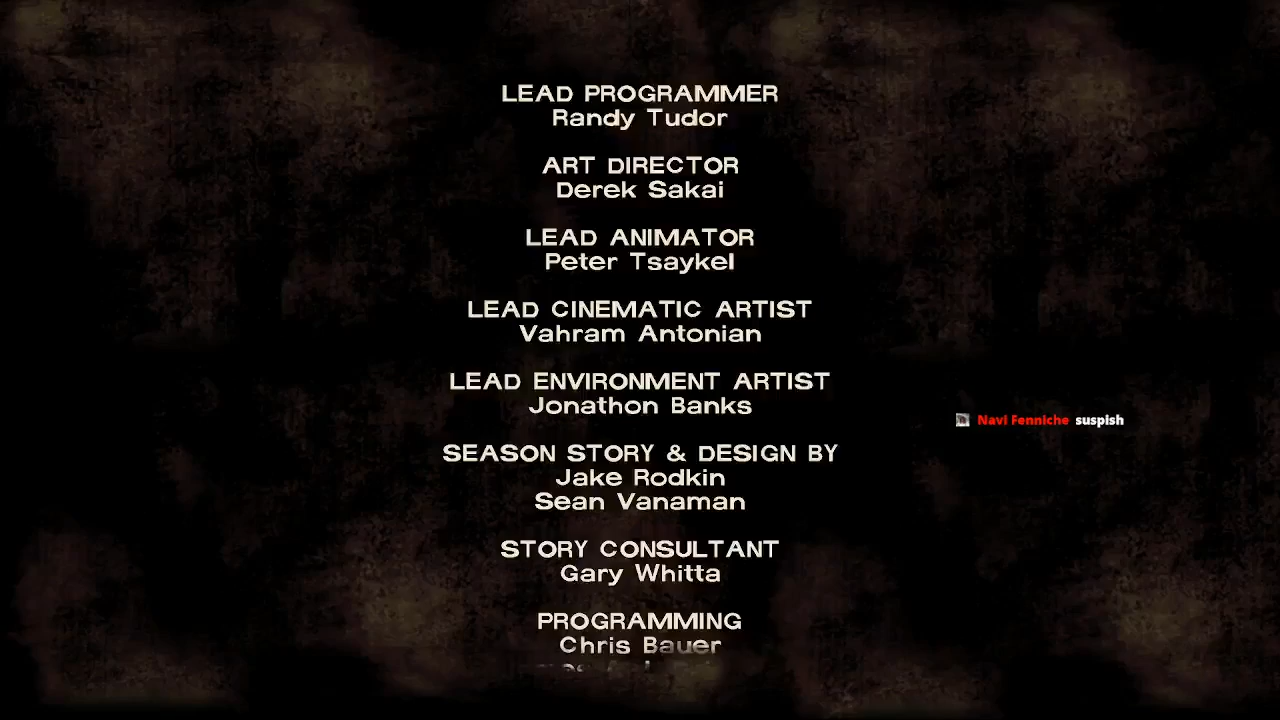 LEAD PROGRAMMER
Randy Tudor
ART DIRECTOR
Derek Sakai
LEAD ANIMATOR
Peter Tsaykel
LEAD CINEMATIC ARTIST
Vahram Antonian
LEAD ENVIRONMENT ARTIST
Jonathon Banks
Navi Fenniche suspish
SEASON STORY & DESIGN BY
Jake Rodkin
Sean Vanaman
STORY CONSULTANT
Gary Whitta
PROGRAMMING
Chris Bauer